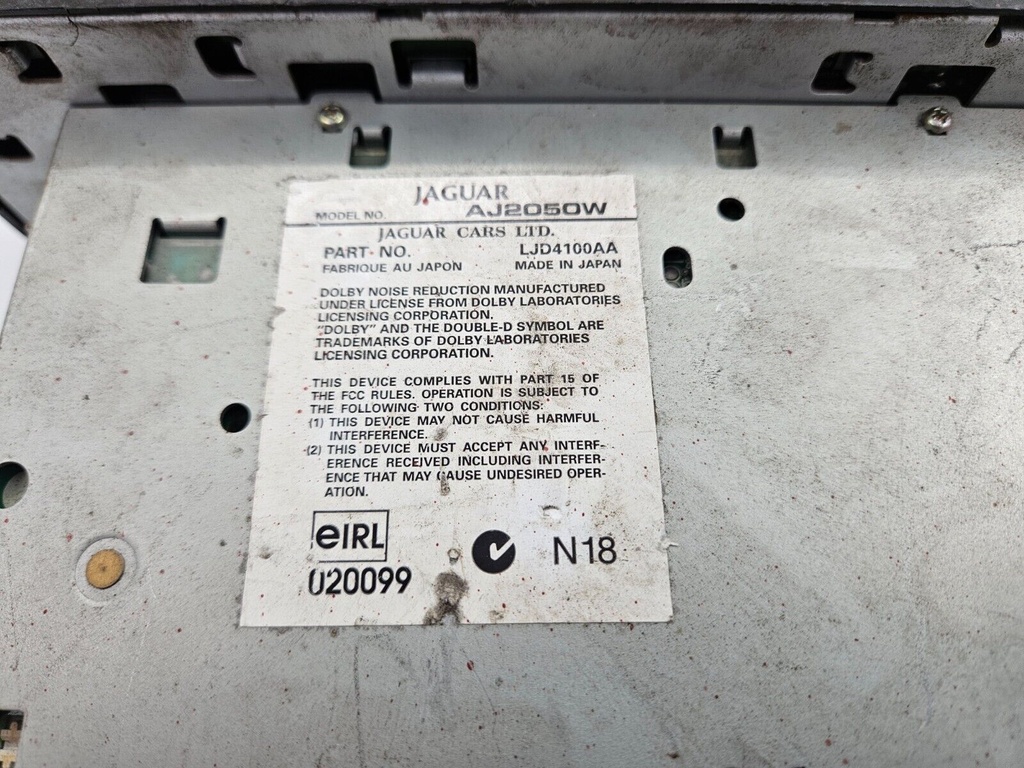 JAGUAR
MODEL NO. AJ2050W
JAGUAR CARS LTD.
PART NO. LJD4100AA
FABRIQUE AU JAPON MADE IN JAPAN
DOLBY NOISE REDUCTION MANUFACTURED
UNDER LICENSE FROM DOLBY LABORATORIES
LICENSING CORPORATION.
"DOLBY" AND THE DOUBLE-D SYMBOL ARE
TRADEMARKS OF DOLBY LABORATORIES
LICENSING CORPORATION.
THIS DEVICE COMPLIES WITH PART 15 OF
THE FCC RULES. OPERATION IS SUBJECT TO
THE FOLLOWING TWO CONDITIONS:
(1) THIS DEVICE MAY NOT CAUSE HARMFUL
INTERFERENCE.
(2) THIS DEVICE MUST ACCEPT ANY INTERF-
ERENCE RECEIVED INCLUDING INTERFER-
ENCE THAT MAY CAUSE UNDESIRED OPER-
ATION.
eIRL
020099
N18